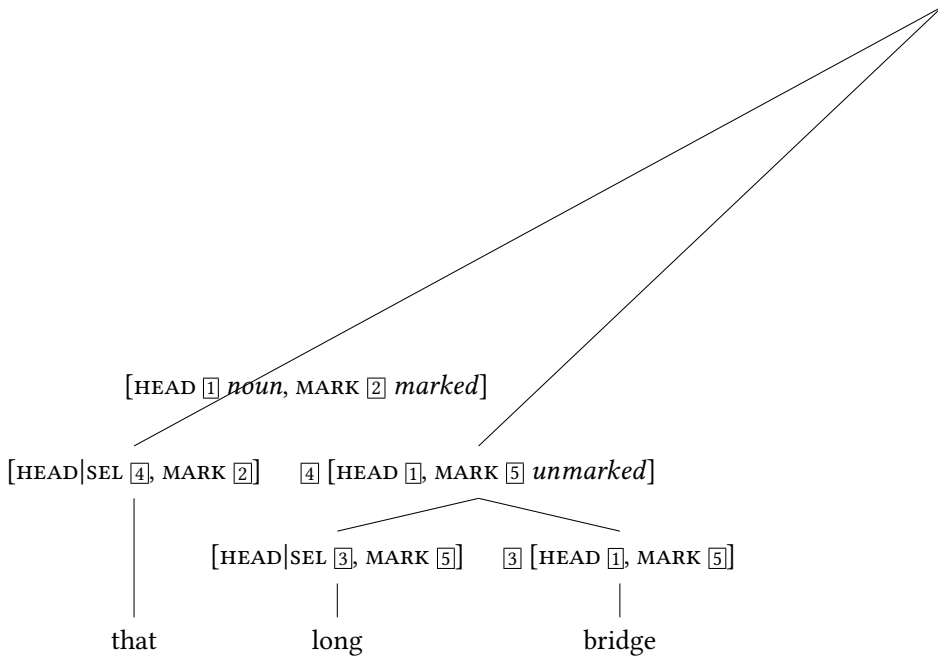 [HEAD 1 noun, MARK 2 marked]
[HEAD|SEL 4, MARK 2] 4 [HEAD 1, MARK 5 unmarked]
[HEAD|SEL 3, MARK 5] 3 [HEAD 1, MARK 5]
that long bridge